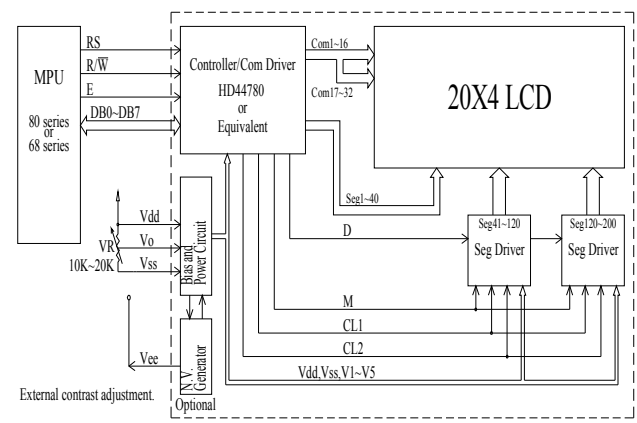 MPU
80 series
or
68 series
RS
R/W̅
E
DB0~DB7
Controller/Com Driver
HD44780
or
Equivalent
Com1~16
Com17~32
20X4 LCD
Seg1~40
D
Seg41~120
Seg Driver
Seg120~200
Seg Driver
Vdd
Vo
Vss
VR
10K~20K
Bias and
Power Circuit
M
CL1
CL2
Vdd,Vss,V1~V5
N.V.
Generator
Vee
Optional
External contrast adjustment.